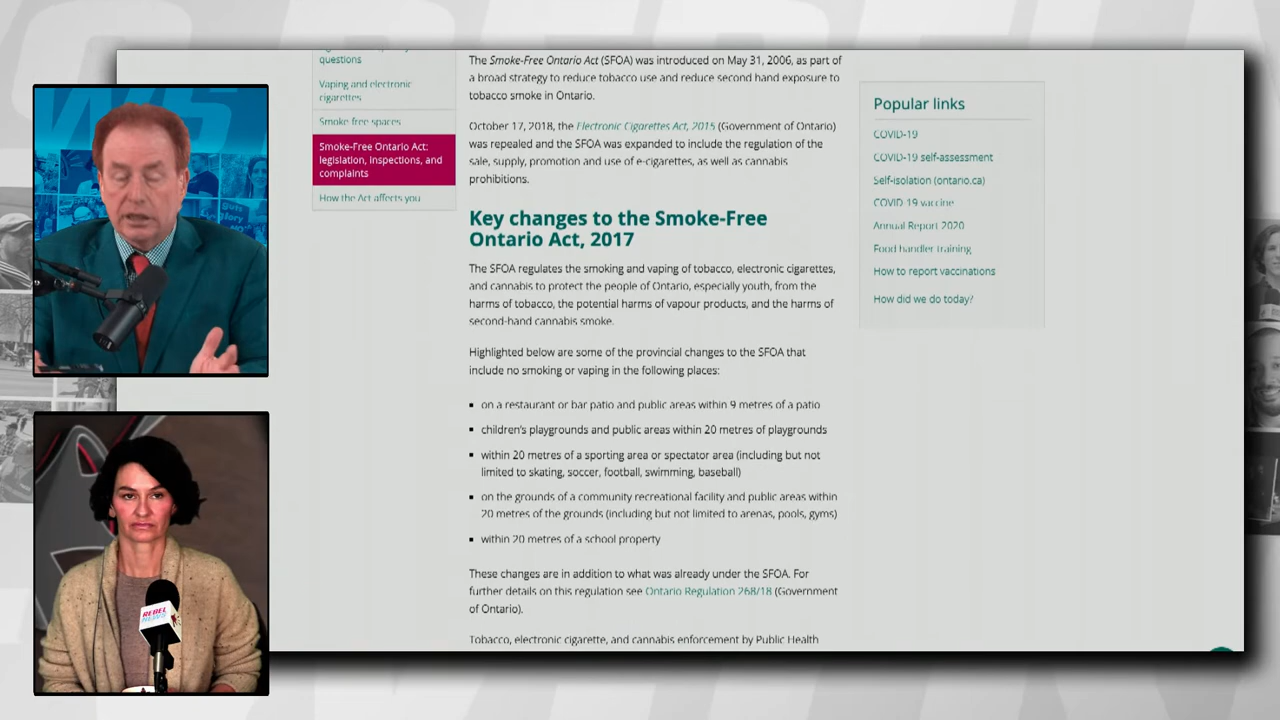 questions
Vaping and electronic
cigarettes
Smoke free spaces
Smoke-Free Ontario Act:
legislation, inspections, and
complaints
How the Act affects you
The Smoke-Free Ontario Act (SFOA) was introduced on May 31, 2006, as part of
a broad strategy to reduce tobacco use and reduce second hand exposure to
tobacco smoke in Ontario.
October 17, 2018, the Electronic Cigarettes Act, 2015 (Government of Ontario)
was repealed and the SFOA was expanded to include the regulation of the
sale, supply, promotion and use of e-cigarettes, as well as cannabis
prohibitions.
Key changes to the Smoke-Free
Ontario Act, 2017
The SFOA regulates the smoking and vaping of tobacco, electronic cigarettes,
and cannabis to protect the people of Ontario, especially youth, from the
harms of tobacco, the potential harms of vapour products, and the harms of
second-hand cannabis smoke.
Highlighted below are some of the provincial changes to the SFOA that
include no smoking or vaping in the following places:
on a restaurant or bar patio and public areas within 9 metres of a patio
children's playgrounds and public areas within 20 metres of playgrounds
within 20 metres of a sporting area or spectator area (including but not
limited to skating, soccer, football, swimming, baseball)
on the grounds of a community recreational facility and public areas within
20 metres of the grounds (including but not limited to arenas, pools, gyms)
within 20 metres of a school property
These changes are in addition to what was already under the SFOA. For
further details on this regulation see Ontario Regulation 268/18 (Government
of Ontario).
Tobacco, electronic cigarette, and cannabis enforcement by Public Health
Popular links
COVID-19
COVID-19 self-assessment
Self-isolation (ontario.ca)
COVID 19 vaccine
Annual Report 2020
Food handler training
How to report vaccinations
How did we do today?
REBEL
NEWS